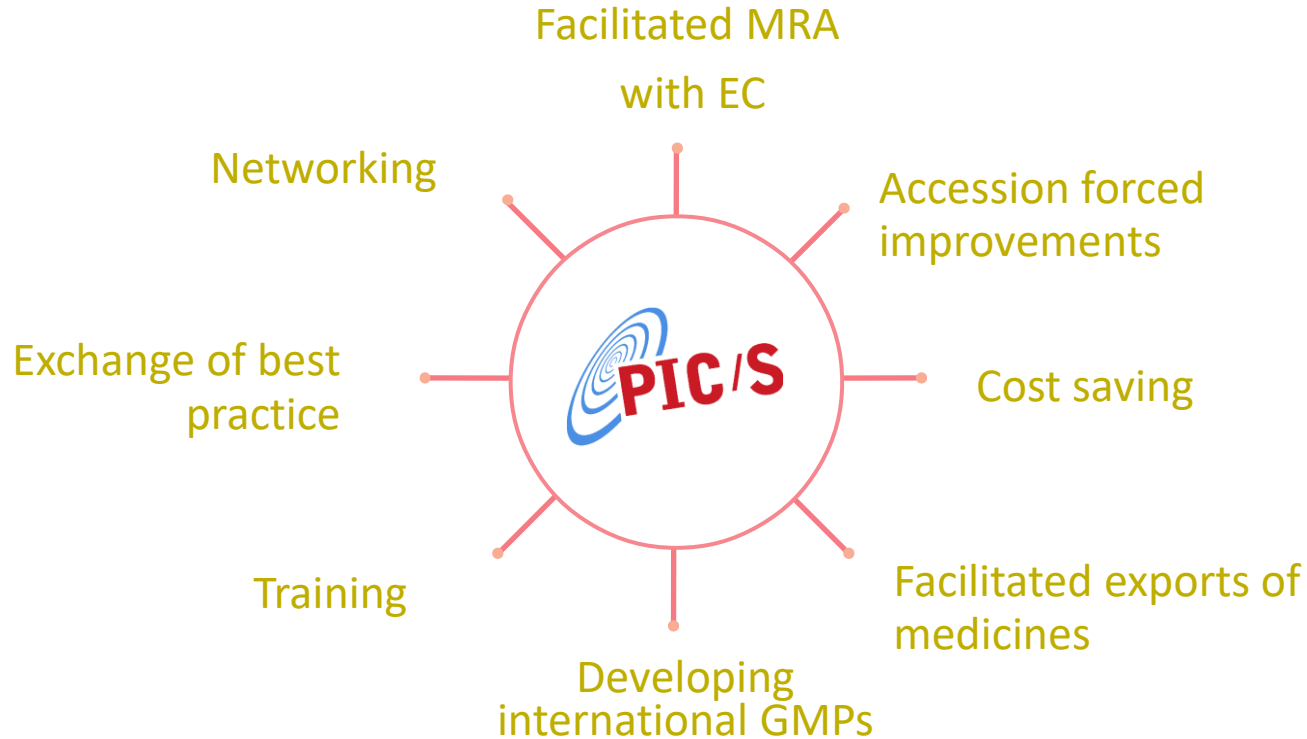 Facilitated MRA
with EC
Networking
Accession forced
improvements
Exchange of best
practice
PIC/S
Cost saving
Training
Facilitated exports of
medicines
Developing
international GMPs